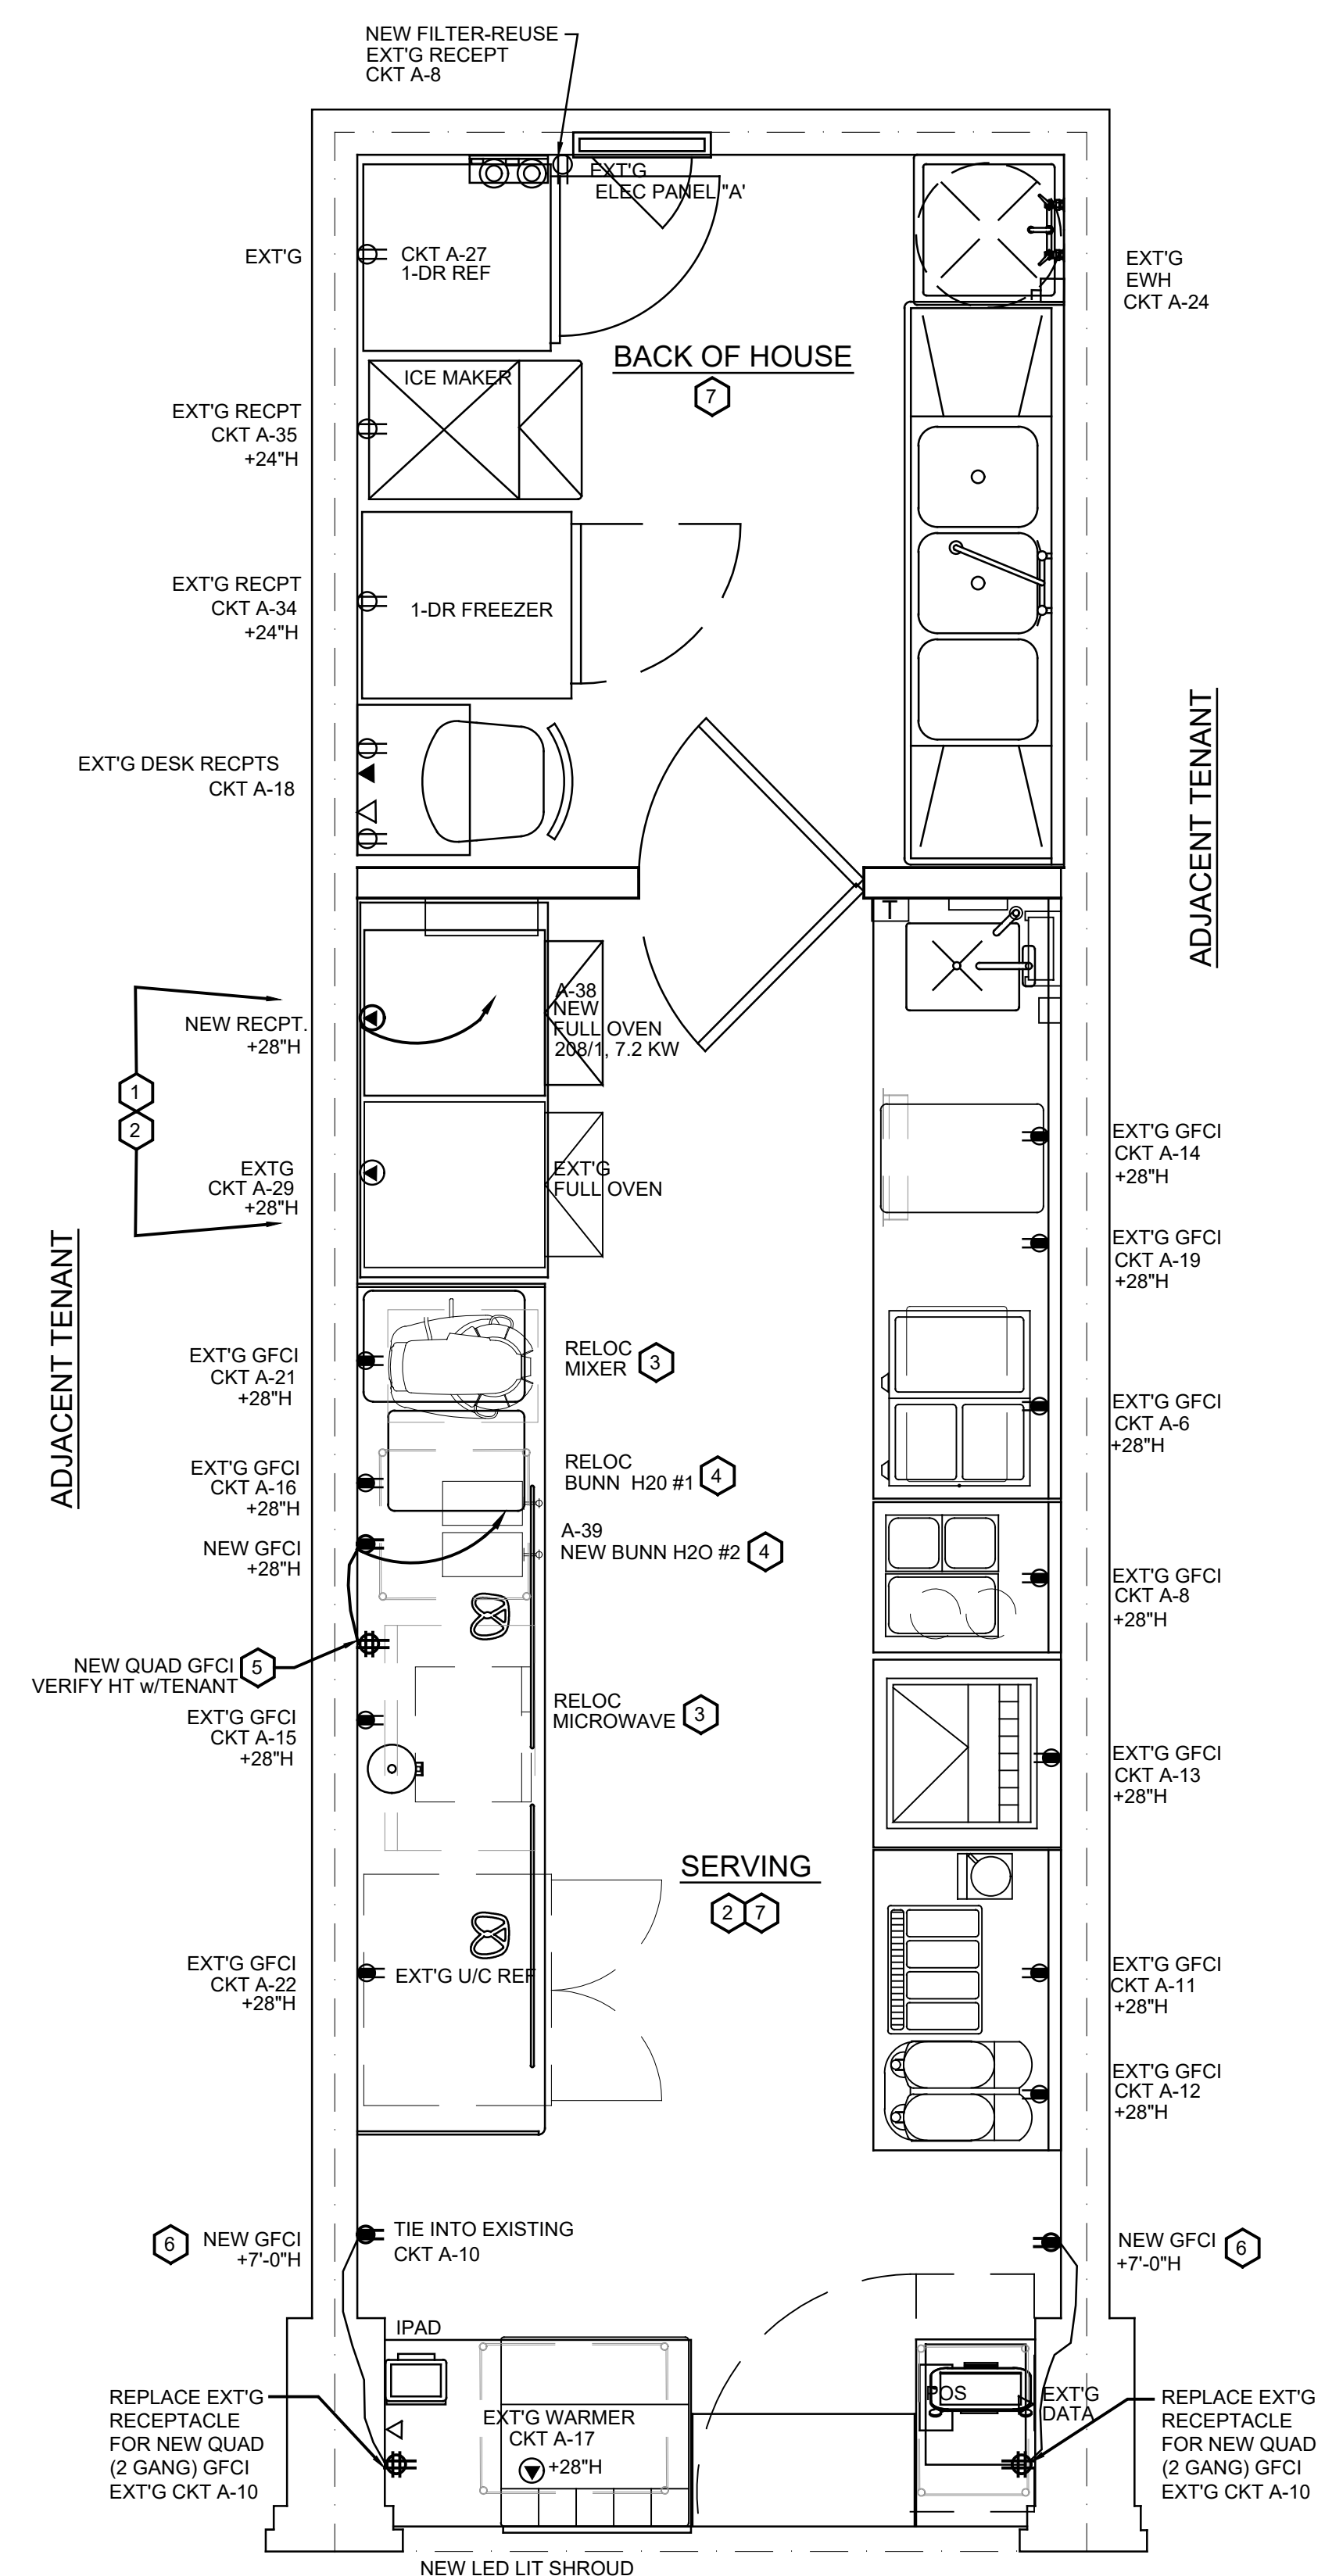 NEW FILTER-REUSE
EXT'G RECEPT
CKT A-8
EXT'G
ELEC PANEL "A'
EXT'G
CKT A-27
1-DR REF
EXT'G
EWH
CKT A-24
BACK OF HOUSE
7
ICE MAKER
EXT'G RECPT
CKT A-35
+24"H
EXT'G RECPT
CKT A-34
+24"H
1-DR FREEZER
EXT'G DESK RECPTS
CKT A-18
ADJACENT TENANT
T
A-38
NEW
FULL OVEN
208/1, 7.2 KW
NEW RECPT.
+28"H
1
2
EXTG
CKT A-29
+28"H
EXT'G
FULL OVEN
EXT'G GFCI
CKT A-14
+28"H
EXT'G GFCI
CKT A-19
+28"H
ADJACENT TENANT
EXT'G GFCI
CKT A-21
+28"H
RELOC
MIXER
3
EXT'G GFCI
CKT A-6
+28"H
EXT'G GFCI
CKT A-16
+28"H
RELOC
BUNN H20 #1
4
NEW GFCI
+28"H
A-39
NEW BUNN H2O #2
4
EXT'G GFCI
CKT A-8
+28"H
NEW QUAD GFCI
VERIFY HT w/TENANT
5
EXT'G GFCI
CKT A-15
+28"H
RELOC
MICROWAVE
3
EXT'G GFCI
CKT A-13
+28"H
SERVING
2
7
EXT'G GFCI
CKT A-22
+28"H
EXT'G U/C REF
EXT'G GFCI
CKT A-11
+28"H
EXT'G GFCI
CKT A-12
+28"H
6
NEW GFCI
+7'-0"H
TIE INTO EXISTING
CKT A-10
NEW GFCI
+7'-0"H
6
IPAD
REPLACE EXT'G
RECEPTACLE
FOR NEW QUAD
(2 GANG) GFCI
EXT'G CKT A-10
EXT'G WARMER
CKT A-17
+28"H
POS
EXT'G
DATA
REPLACE EXT'G
RECEPTACLE
FOR NEW QUAD
(2 GANG) GFCI
EXT'G CKT A-10
NEW LED LIT SHROUD